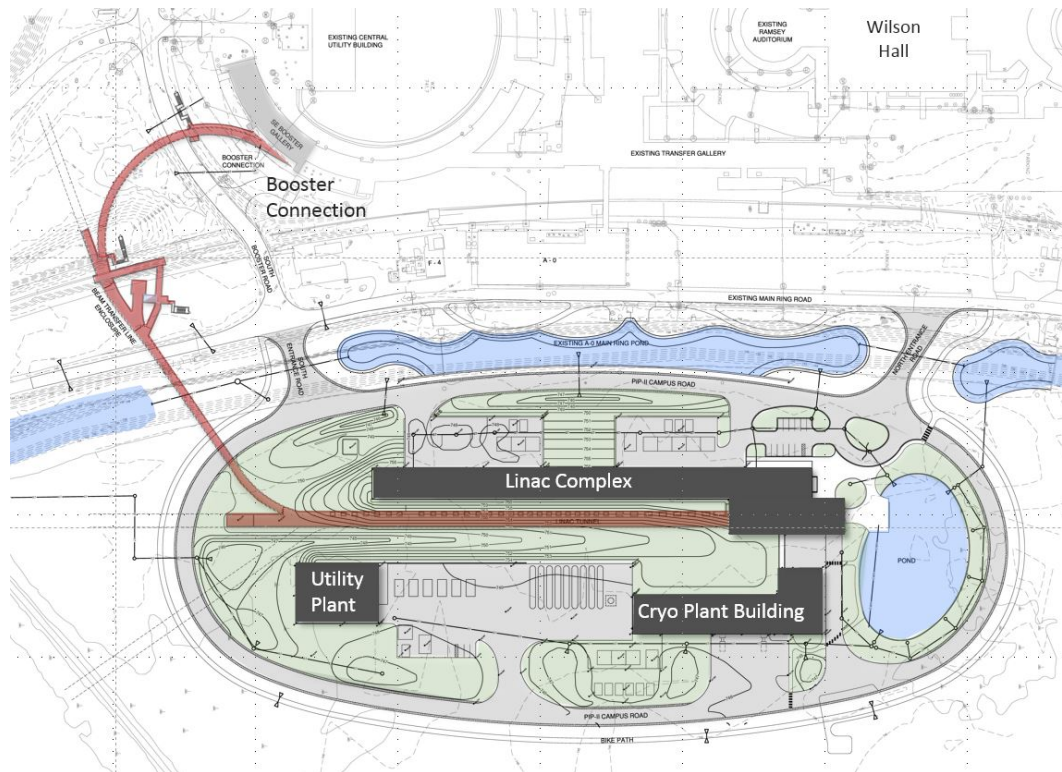 EXISTING CENTRAL
UTILITY BUILDING
EXISTING
RAMSEY
AUDITORIUM
Wilson
Hall
SE BOOSTER
GALLERY
BOOSTER
CONNECTION
EXISTING TRANSFER GALLERY
Booster
Connection
SOUTH
BOOSTER ROAD
F-4
A-0
BEAM TRANSFER LINE
ENCLOSURE
EXISTING MAIN RING ROAD
EXISTING A-0 MAIN RING POND
SOUTH
ENTRANCE
ROAD
NORTH ENTRANCE
ROAD
PIP-II CAMPUS ROAD
Linac Complex
LINAC TUNNEL
POND
Utility
Plant
Cryo Plant Building
PIP-II CAMPUS ROAD
BIKE PATH